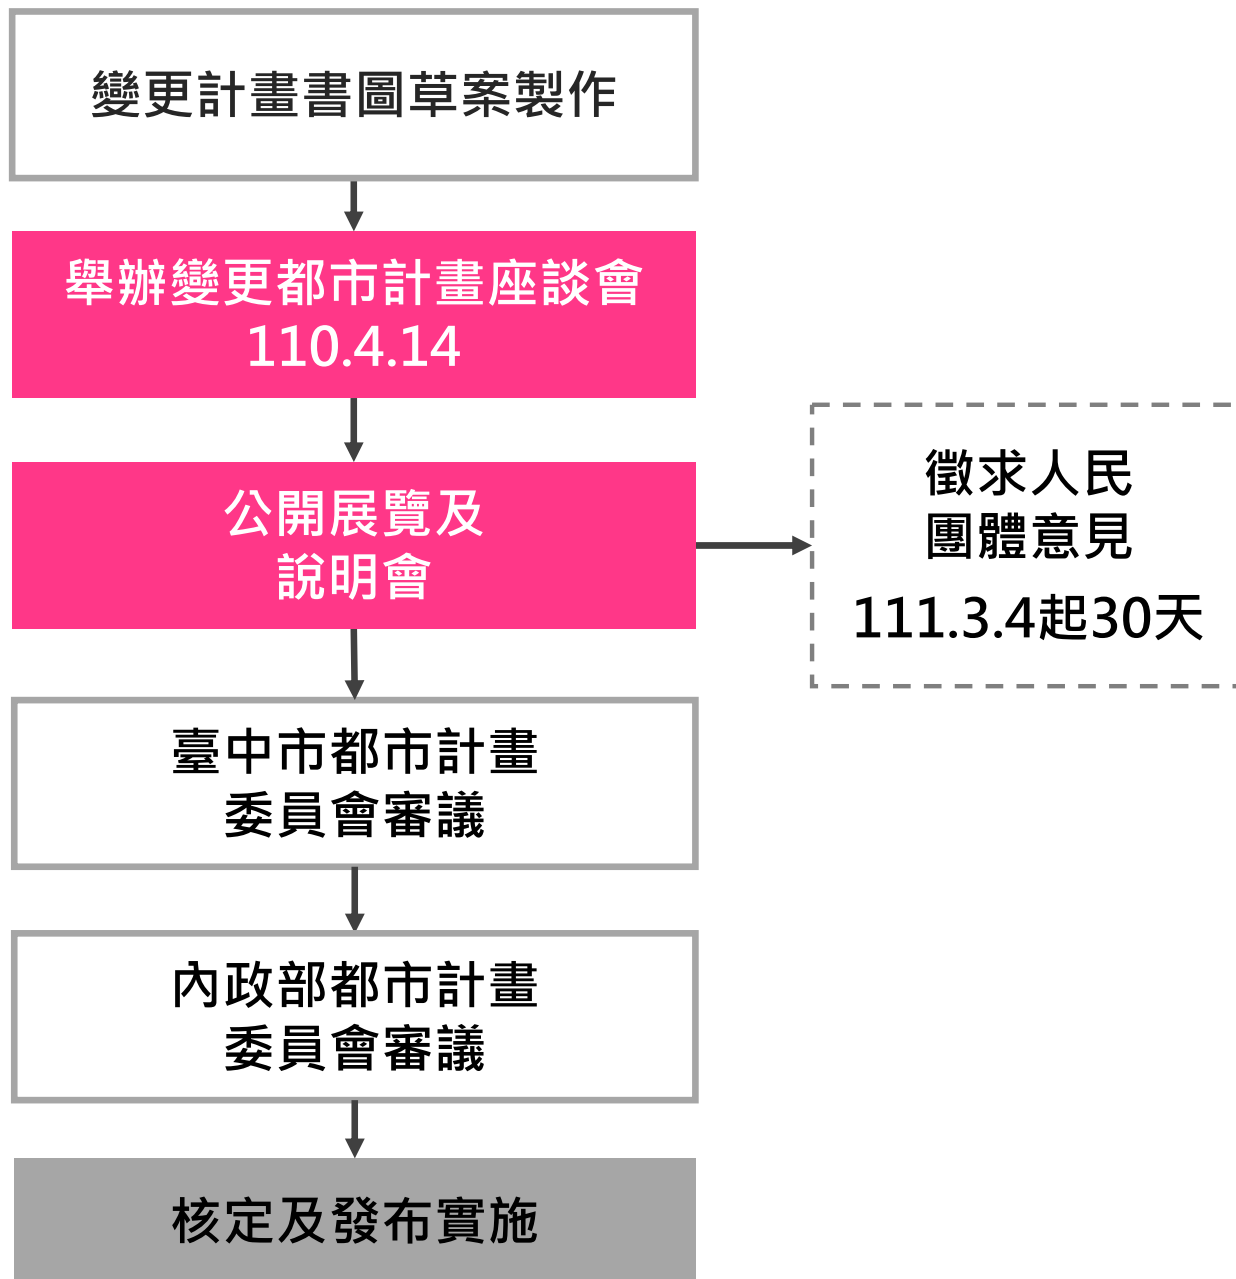 變更計畫書圖草案製作
舉辦變更都市計畫座談會
110.4.14
公開展覽及
說明會
徵求人民
團體意見
111.3.4起30天
臺中市都市計畫
委員會審議
內政部都市計畫
委員會審議
核定及發布實施